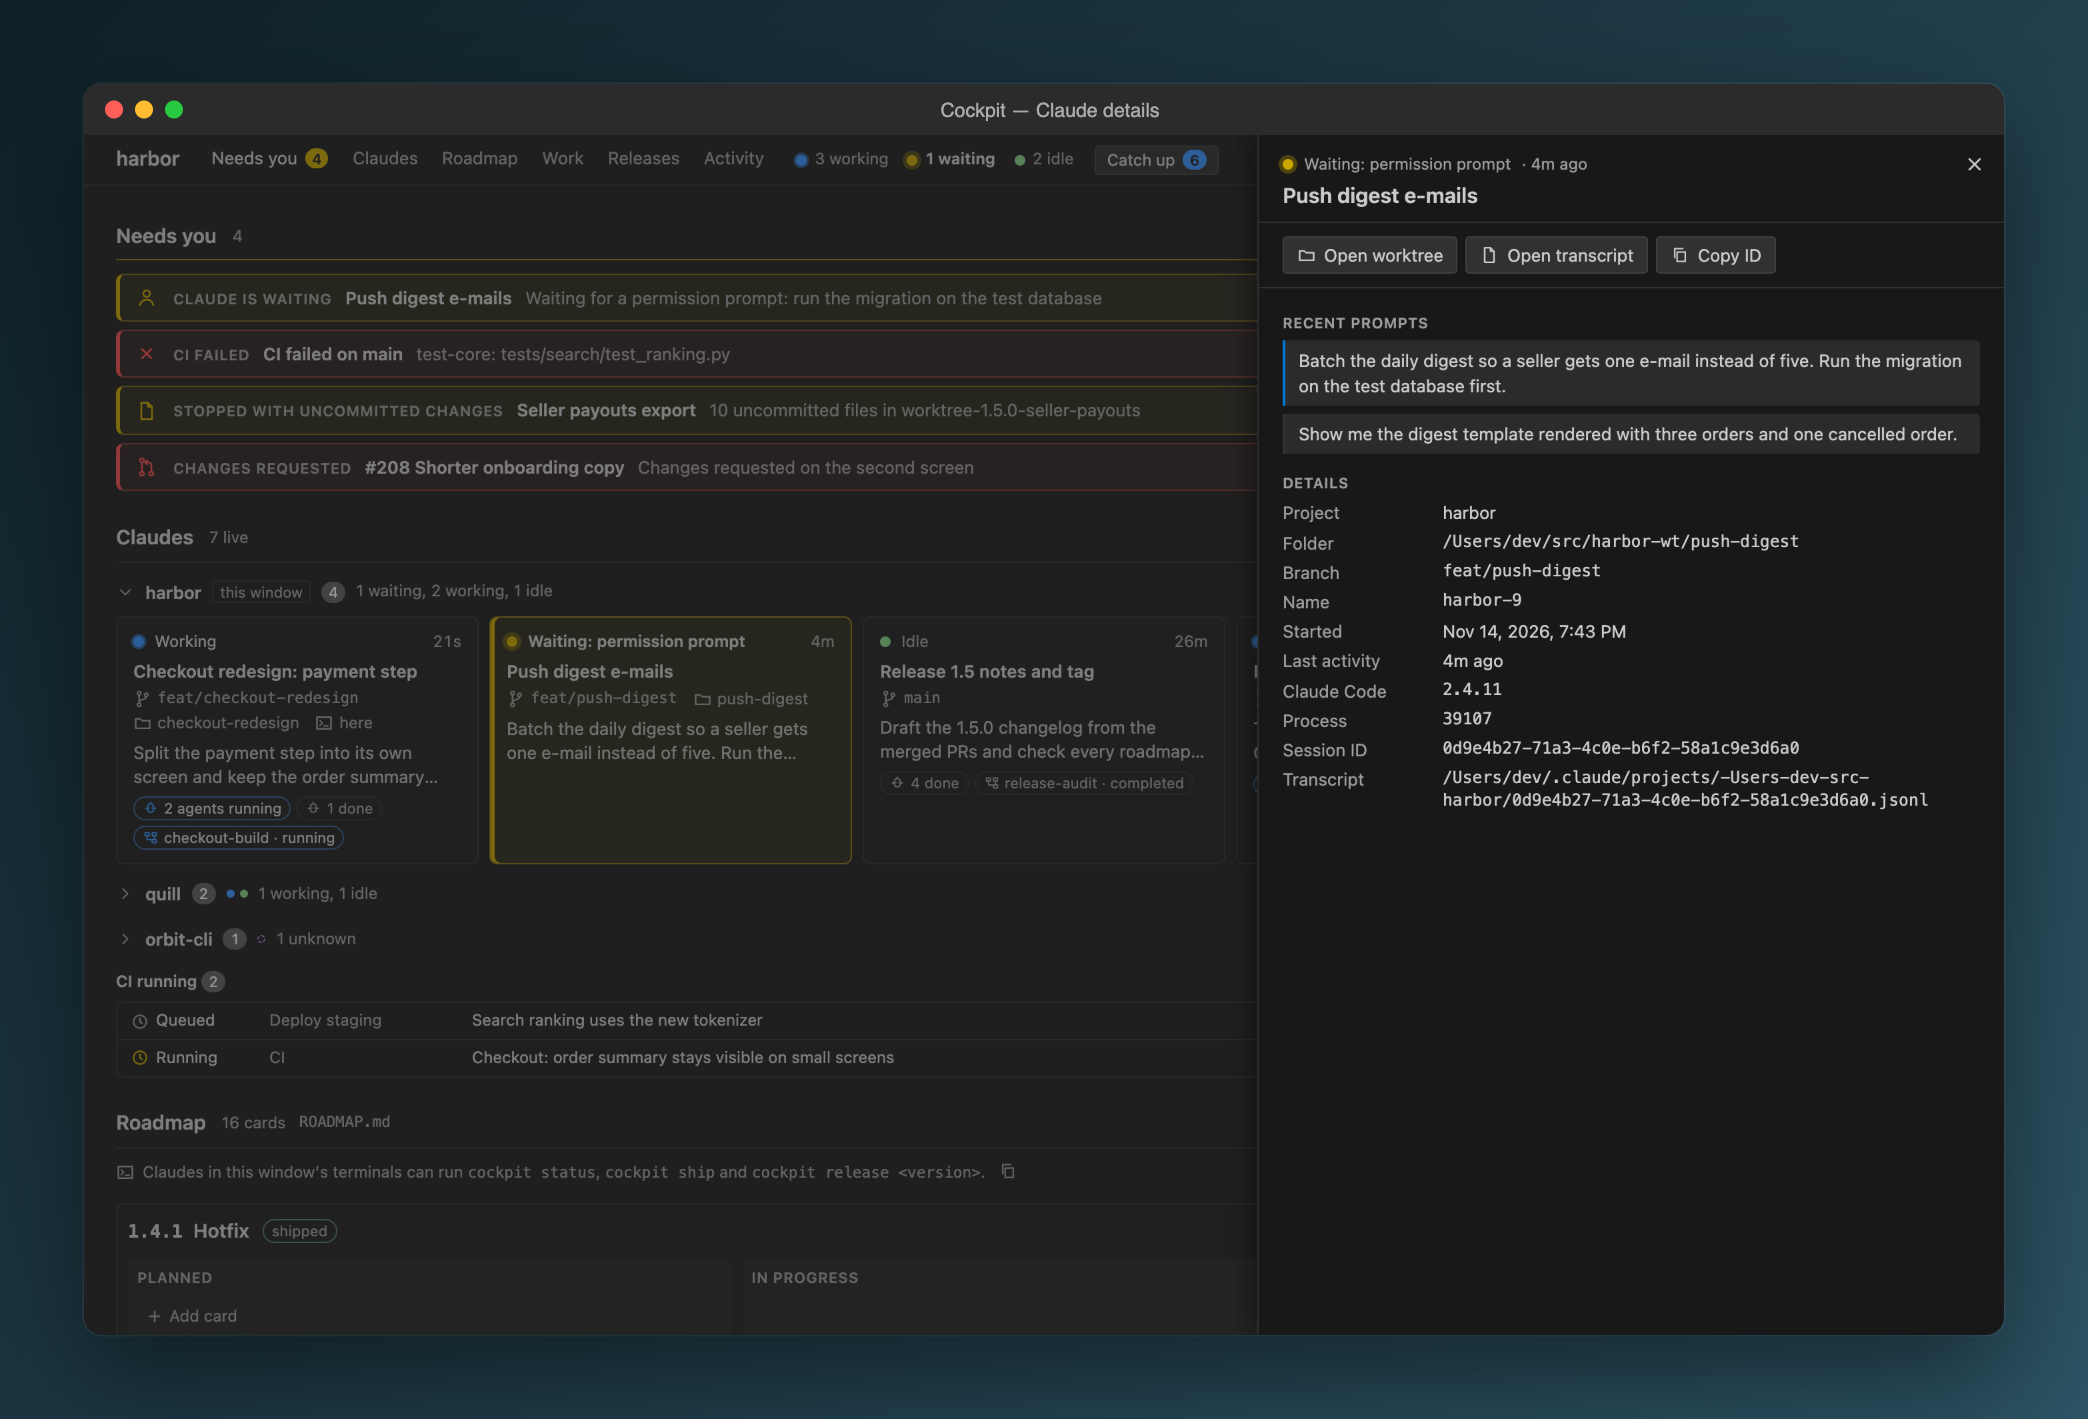 Cockpit — Claude details
harbor
Needs you 4
Claudes
Roadmap
Work
Releases
Activity
3 working
1 waiting
2 idle
Catch up 6
Needs you 4
CLAUDE IS WAITING Push digest e-mails Waiting for a permission prompt: run the migration on the test database
CI FAILED CI failed on main test-core: tests/search/test_ranking.py
STOPPED WITH UNCOMMITTED CHANGES Seller payouts export 10 uncommitted files in worktree-1.5.0-seller-payouts
CHANGES REQUESTED #208 Shorter onboarding copy Changes requested on the second screen
Claudes 7 live
harbor this window 4 1 waiting, 2 working, 1 idle
Working 21s
Checkout redesign: payment step
feat/checkout-redesign
checkout-redesign here
Split the payment step into its own
screen and keep the order summary…
2 agents running 1 done
checkout-build · running
Waiting: permission prompt 4m
Push digest e-mails
feat/push-digest push-digest
Batch the daily digest so a seller gets
one e-mail instead of five. Run the…
Idle 26m
Release 1.5 notes and tag
main
Draft the 1.5.0 changelog from the
merged PRs and check every roadmap…
4 done release-audit · completed
quill 2 1 working, 1 idle
orbit-cli 1 1 unknown
CI running 2
Queued Deploy staging Search ranking uses the new tokenizer
Running CI Checkout: order summary stays visible on small screens
Roadmap 16 cards ROADMAP.md
Claudes in this window's terminals can run cockpit status, cockpit ship and cockpit release <version>.
1.4.1 Hotfix shipped
PLANNED
+ Add card
IN PROGRESS
Waiting: permission prompt · 4m ago
Push digest e-mails
Open worktree
Open transcript
Copy ID
RECENT PROMPTS
Batch the daily digest so a seller gets one e-mail instead of five. Run the migration
on the test database first.
Show me the digest template rendered with three orders and one cancelled order.
DETAILS
Project harbor
Folder /Users/dev/src/harbor-wt/push-digest
Branch feat/push-digest
Name harbor-9
Started Nov 14, 2026, 7:43 PM
Last activity 4m ago
Claude Code 2.4.11
Process 39107
Session ID 0d9e4b27-71a3-4c0e-b6f2-58a1c9e3d6a0
Transcript /Users/dev/.claude/projects/-Users-dev-src-
harbor/0d9e4b27-71a3-4c0e-b6f2-58a1c9e3d6a0.jsonl